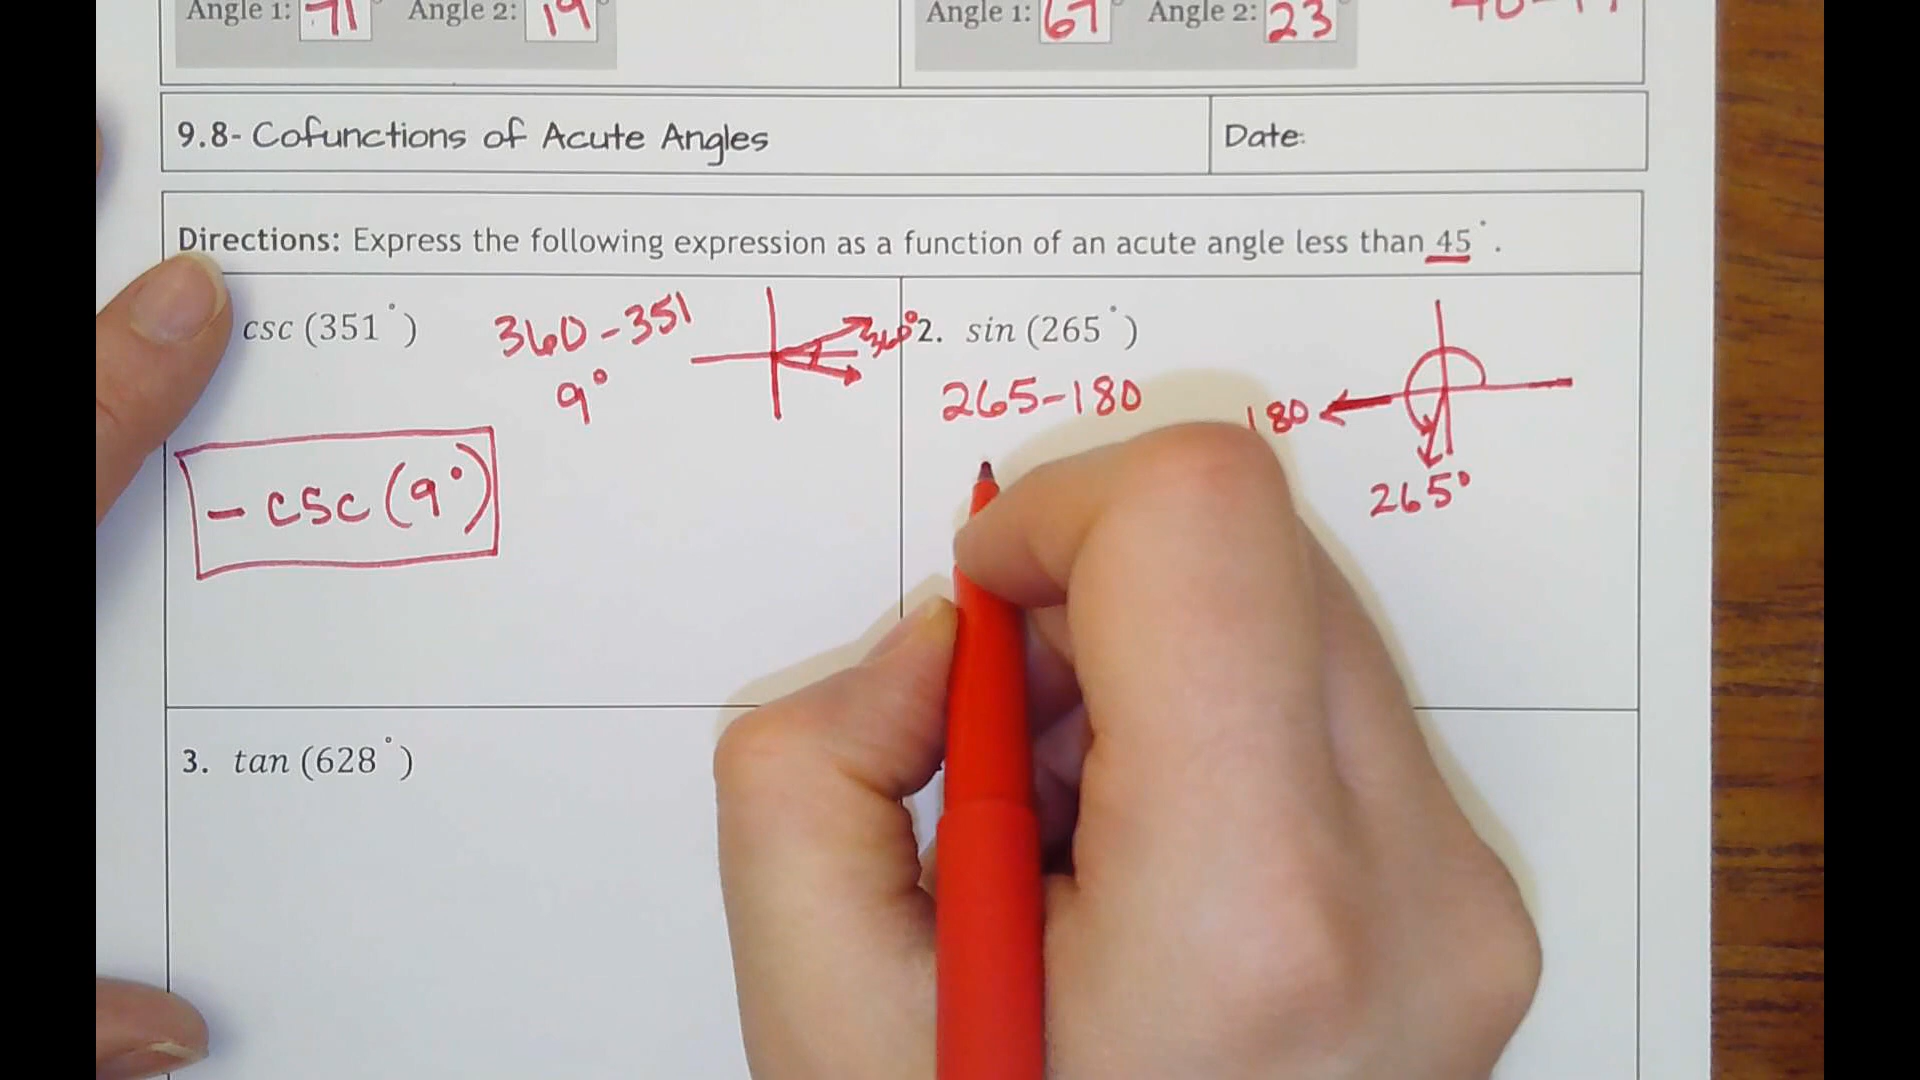 Angle 1: 71° Angle 2: 19°
Angle 1: 67° Angle 2: 23°
9.8- Cofunctions of Acute Angles
Date:
Directions: Express the following expression as a function of an acute angle less than 45°.
csc (351°)
360-351
9°
360°
- csc (9°)
2. sin (265°)
265-180
180
265°
3. tan (628°)